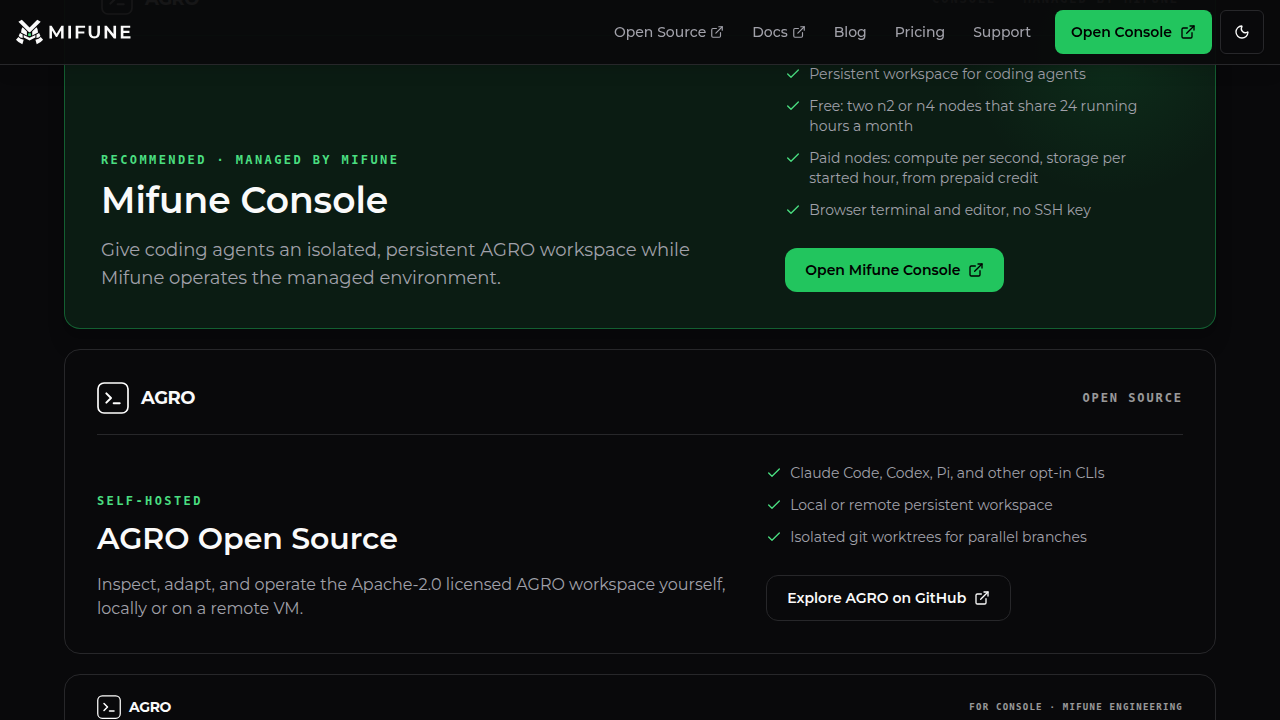 MIFUNE
Open Source
Docs
Blog
Pricing
Support
Open Console
Persistent workspace for coding agents
Free: two n2 or n4 nodes that share 24 running
hours a month
Paid nodes: compute per second, storage per
started hour, from prepaid credit
Browser terminal and editor, no SSH key
Open Mifune Console
RECOMMENDED · MANAGED BY MIFUNE
Mifune Console
Give coding agents an isolated, persistent AGRO workspace while
Mifune operates the managed environment.
AGRO
OPEN SOURCE
SELF-HOSTED
AGRO Open Source
Inspect, adapt, and operate the Apache-2.0 licensed AGRO workspace yourself,
locally or on a remote VM.
Claude Code, Codex, Pi, and other opt-in CLIs
Local or remote persistent workspace
Isolated git worktrees for parallel branches
Explore AGRO on GitHub
AGRO
FOR CONSOLE · MIFUNE ENGINEERING